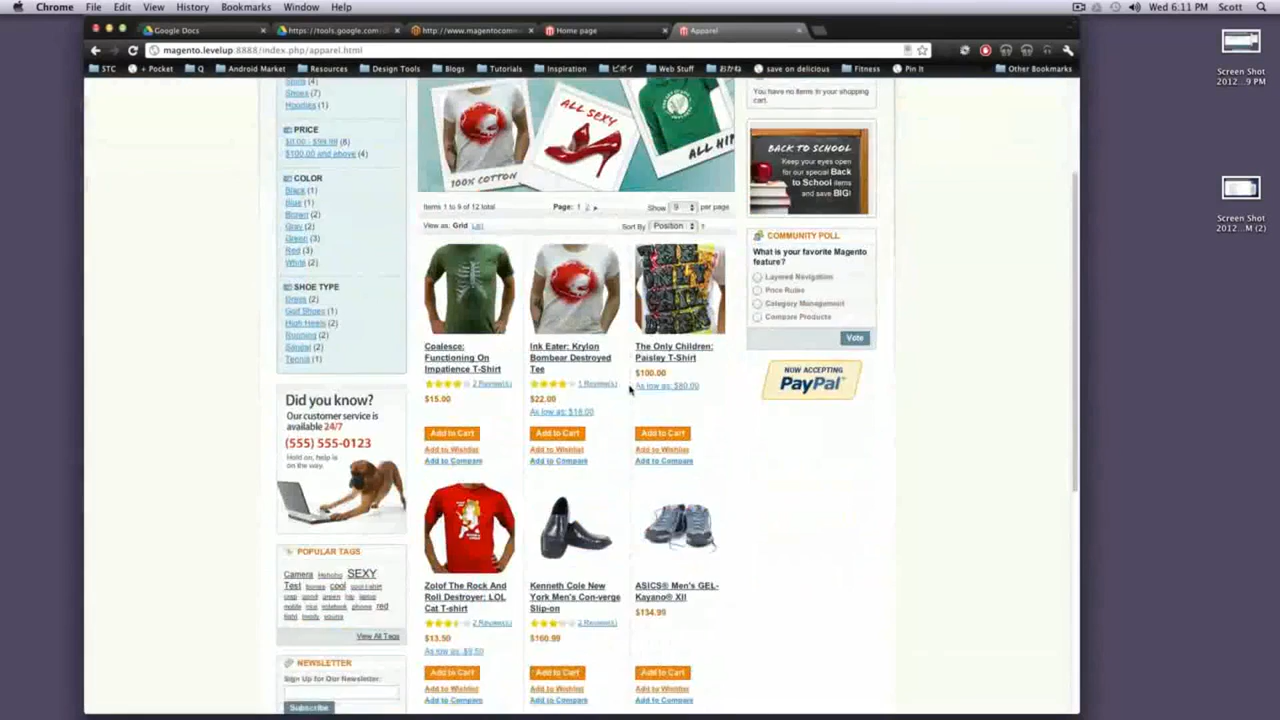 Chrome File Edit View History Bookmarks Window Help Wed 6:11 PM Scott
Google Docs https://tools.google.com/ http://www.magentocom Home page Apparel
magento.levelup:8888/index.php/apparel.html
STC + Pocket Q Android Market Resources Design Tools Blogs Tutorials Inspiration Web Stuff おかね save on delicious Fitness Pin It Other Bookmarks
Screen Shot
2012...9 PM
Screen Shot
2012...M (2)
Shoes (7)
Hoodies (1)
PRICE
$0.00 - $99.99 (8)
$100.00 and above (4)
COLOR
Black (1)
Blue (1)
Brown (2)
Gray (2)
Green (3)
Red (3)
White (2)
SHOE TYPE
Dress (2)
Golf Shoes (1)
High Heels (2)
Running (2)
Sandal (2)
Tennis (1)
Did you know?
Our customer service is
available 24/7
(555) 555-0123
Hold on, help is
on the way.
POPULAR TAGS
Camera Hohoho SEXY
Test bones cool cool t-shirt
crap good green hip laptop
mobile nice notebook phone red
tight trendy young
View All Tags
NEWSLETTER
Sign Up for Our Newsletter:
Subscribe
100% COTTON
ALL SEXY
ALL HIP
Items 1 to 9 of 12 total Page: 1 2 Show 9 per page
View as: Grid List Sort By Position
Coalesce:
Functioning On
Impatience T-Shirt
2 Review(s)
$15.00
Add to Cart
Add to Wishlist
Add to Compare
Ink Eater: Krylon
Bombear Destroyed
Tee
1 Review(s)
$22.00
As low as: $18.00
Add to Cart
Add to Wishlist
Add to Compare
The Only Children:
Paisley T-Shirt
$100.00
As low as: $80.00
Add to Cart
Add to Wishlist
Add to Compare
Zolof The Rock And
Roll Destroyer: LOL
Cat T-shirt
2 Review(s)
$13.50
As low as: $9.50
Add to Cart
Add to Wishlist
Add to Compare
Kenneth Cole New
York Men's Con-verge
Slip-on
2 Review(s)
$160.99
Add to Cart
Add to Wishlist
Add to Compare
ASICS® Men's GEL-
Kayano® XII
$134.99
Add to Cart
Add to Wishlist
Add to Compare
You have no items in your shopping
cart.
BACK TO SCHOOL
Keep your eyes open
for our special Back
to School items
and save BIG!
COMMUNITY POLL
What is your favorite Magento
feature?
Layered Navigation
Price Rules
Category Management
Compare Products
Vote
NOW ACCEPTING
PayPal